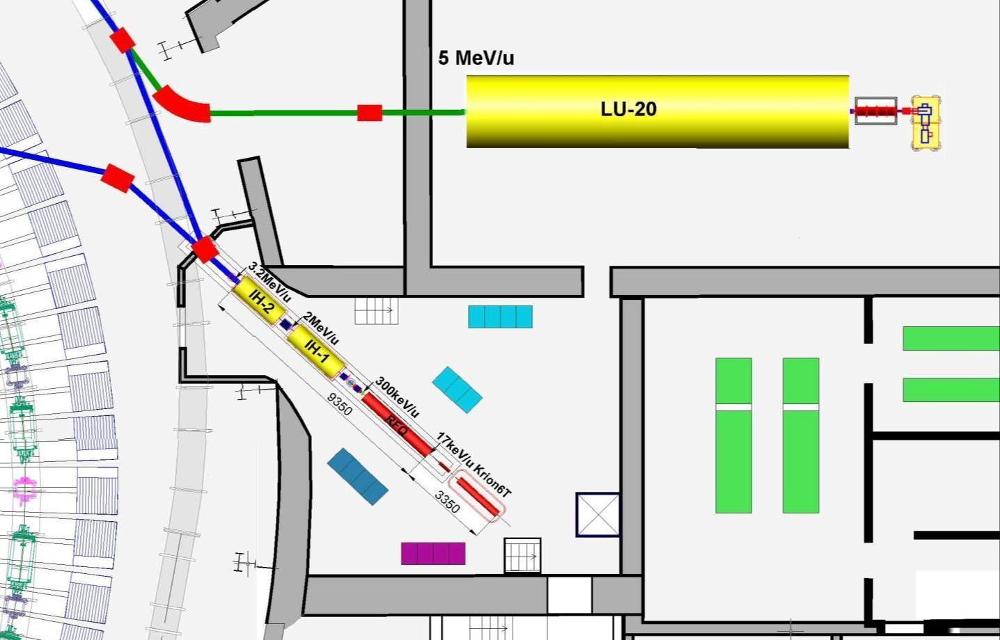 5 MeV/u
LU-20
3.2MeV/u
IH-2
2MeV/u
IH-1
300keV/u
9350
RFQ
17keV/u Krion6T
3350